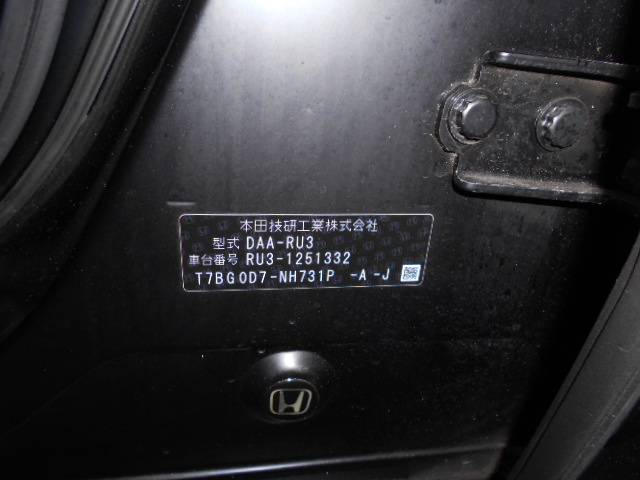 本田技研工業株式会社
型式 DAA-RU3
車台番号 RU3-1251332
T7BG0D7-NH731P -A -J